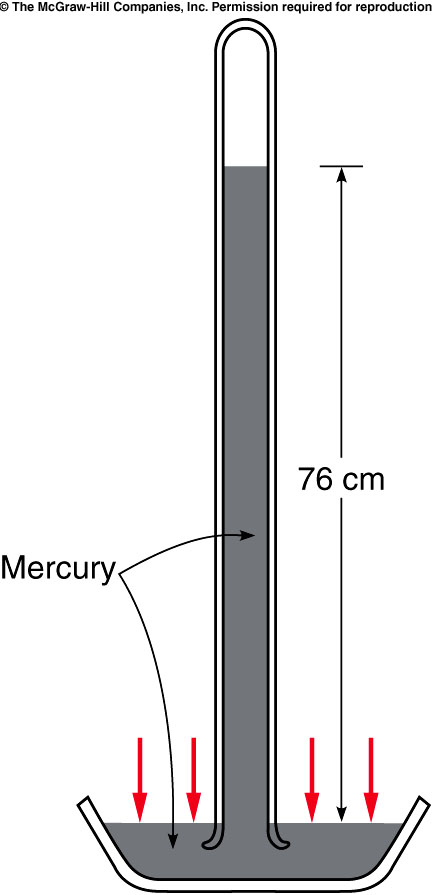 © The McGraw-Hill Companies, Inc. Permission required for reproduction
76 cm
Mercury